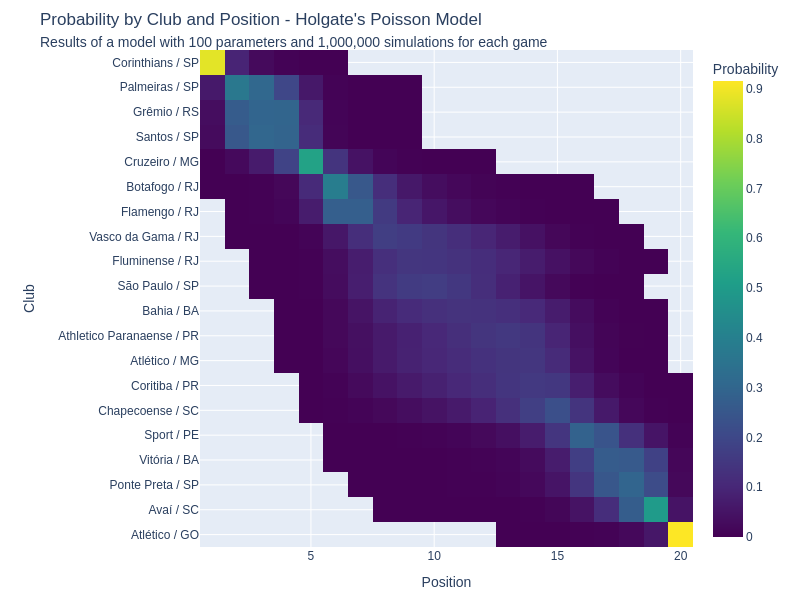 Probability by Club and Position - Holgate's Poisson Model
Results of a model with 100 parameters and 1,000,000 simulations for each game
Corinthians / SP
Palmeiras / SP
Grêmio / RS
Santos / SP
Cruzeiro / MG
Botafogo / RJ
Flamengo / RJ
Vasco da Gama / RJ
Fluminense / RJ
São Paulo / SP
Bahia / BA
Athletico Paranaense / PR
Atlético / MG
Coritiba / PR
Chapecoense / SC
Sport / PE
Vitória / BA
Ponte Preta / SP
Avaí / SC
Atlético / GO
Club
5
10
15
20
Position
Probability
0.9
0.8
0.7
0.6
0.5
0.4
0.3
0.2
0.1
0